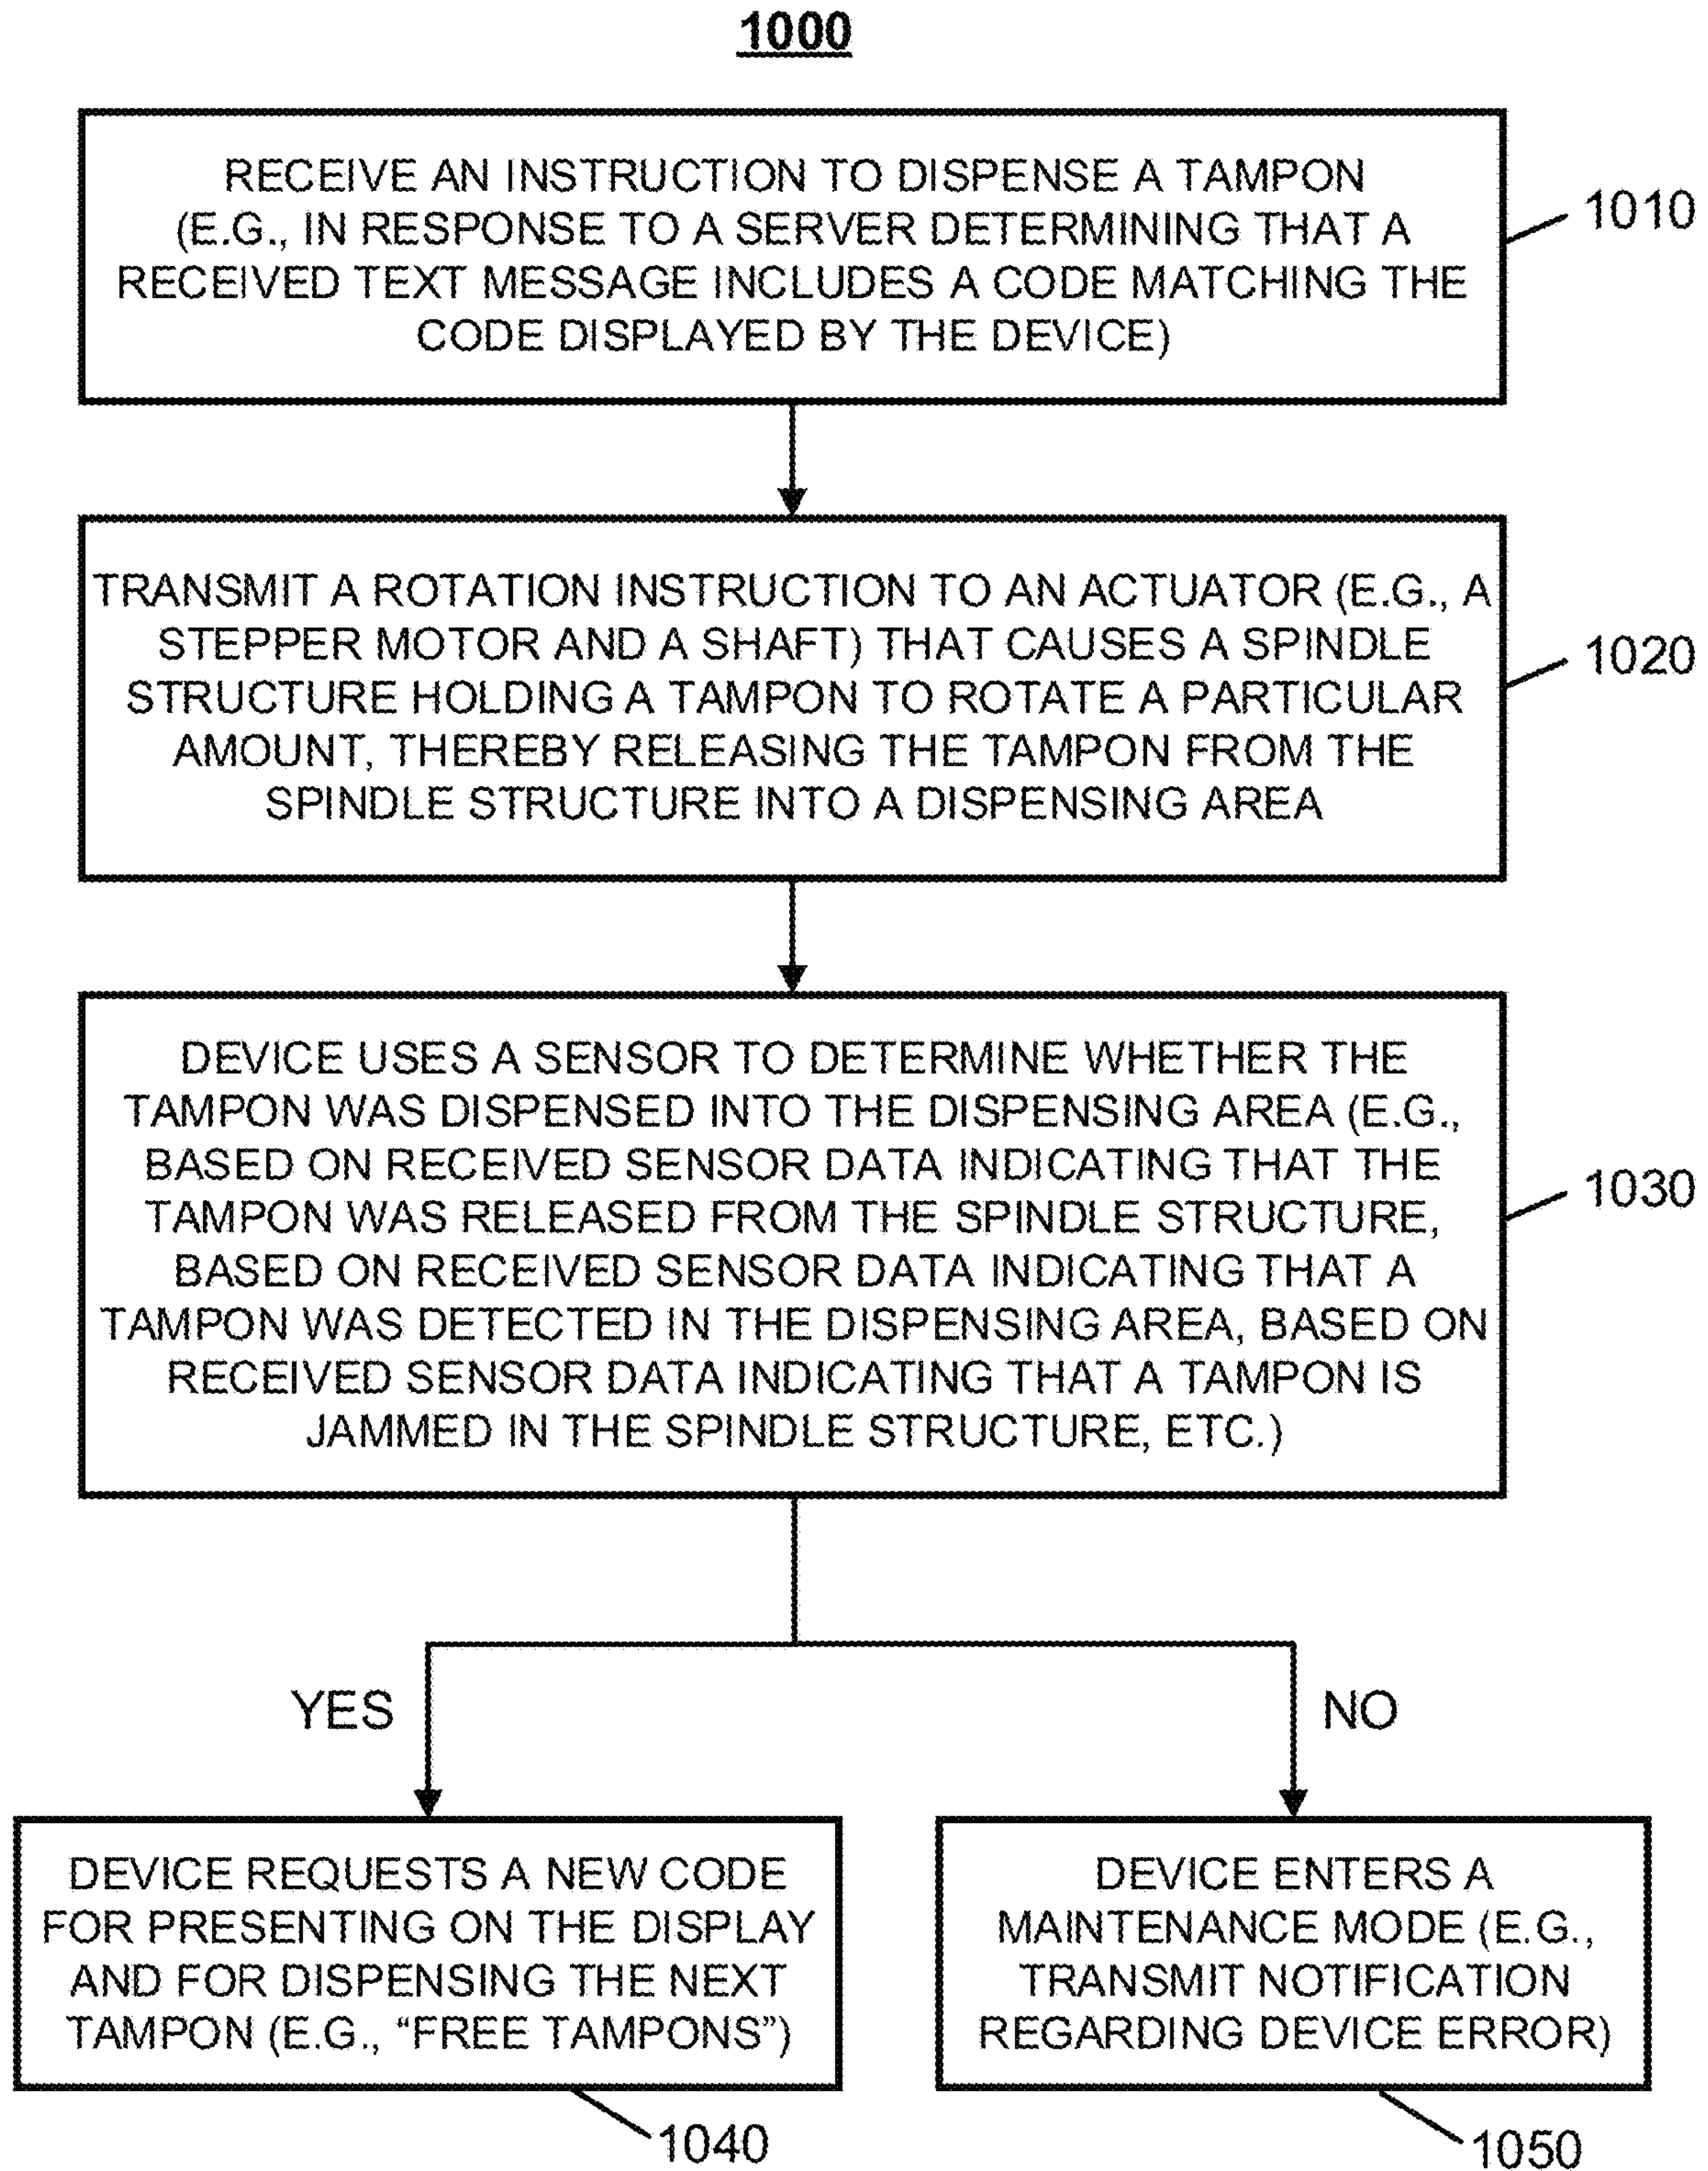 1000
RECEIVE AN INSTRUCTION TO DISPENSE A TAMPON
(E.G., IN RESPONSE TO A SERVER DETERMINING THAT A
RECEIVED TEXT MESSAGE INCLUDES A CODE MATCHING THE
CODE DISPLAYED BY THE DEVICE)
1010
TRANSMIT A ROTATION INSTRUCTION TO AN ACTUATOR (E.G., A
STEPPER MOTOR AND A SHAFT) THAT CAUSES A SPINDLE
STRUCTURE HOLDING A TAMPON TO ROTATE A PARTICULAR
AMOUNT, THEREBY RELEASING THE TAMPON FROM THE
SPINDLE STRUCTURE INTO A DISPENSING AREA
1020
DEVICE USES A SENSOR TO DETERMINE WHETHER THE
TAMPON WAS DISPENSED INTO THE DISPENSING AREA (E.G.,
BASED ON RECEIVED SENSOR DATA INDICATING THAT THE
TAMPON WAS RELEASED FROM THE SPINDLE STRUCTURE,
BASED ON RECEIVED SENSOR DATA INDICATING THAT A
TAMPON WAS DETECTED IN THE DISPENSING AREA, BASED ON
RECEIVED SENSOR DATA INDICATING THAT A TAMPON IS
JAMMED IN THE SPINDLE STRUCTURE, ETC.)
1030
YES
NO
DEVICE REQUESTS A NEW CODE
FOR PRESENTING ON THE DISPLAY
AND FOR DISPENSING THE NEXT
TAMPON (E.G., “FREE TAMPONS”)
1040
DEVICE ENTERS A
MAINTENANCE MODE (E.G.,
TRANSMIT NOTIFICATION
REGARDING DEVICE ERROR)
1050